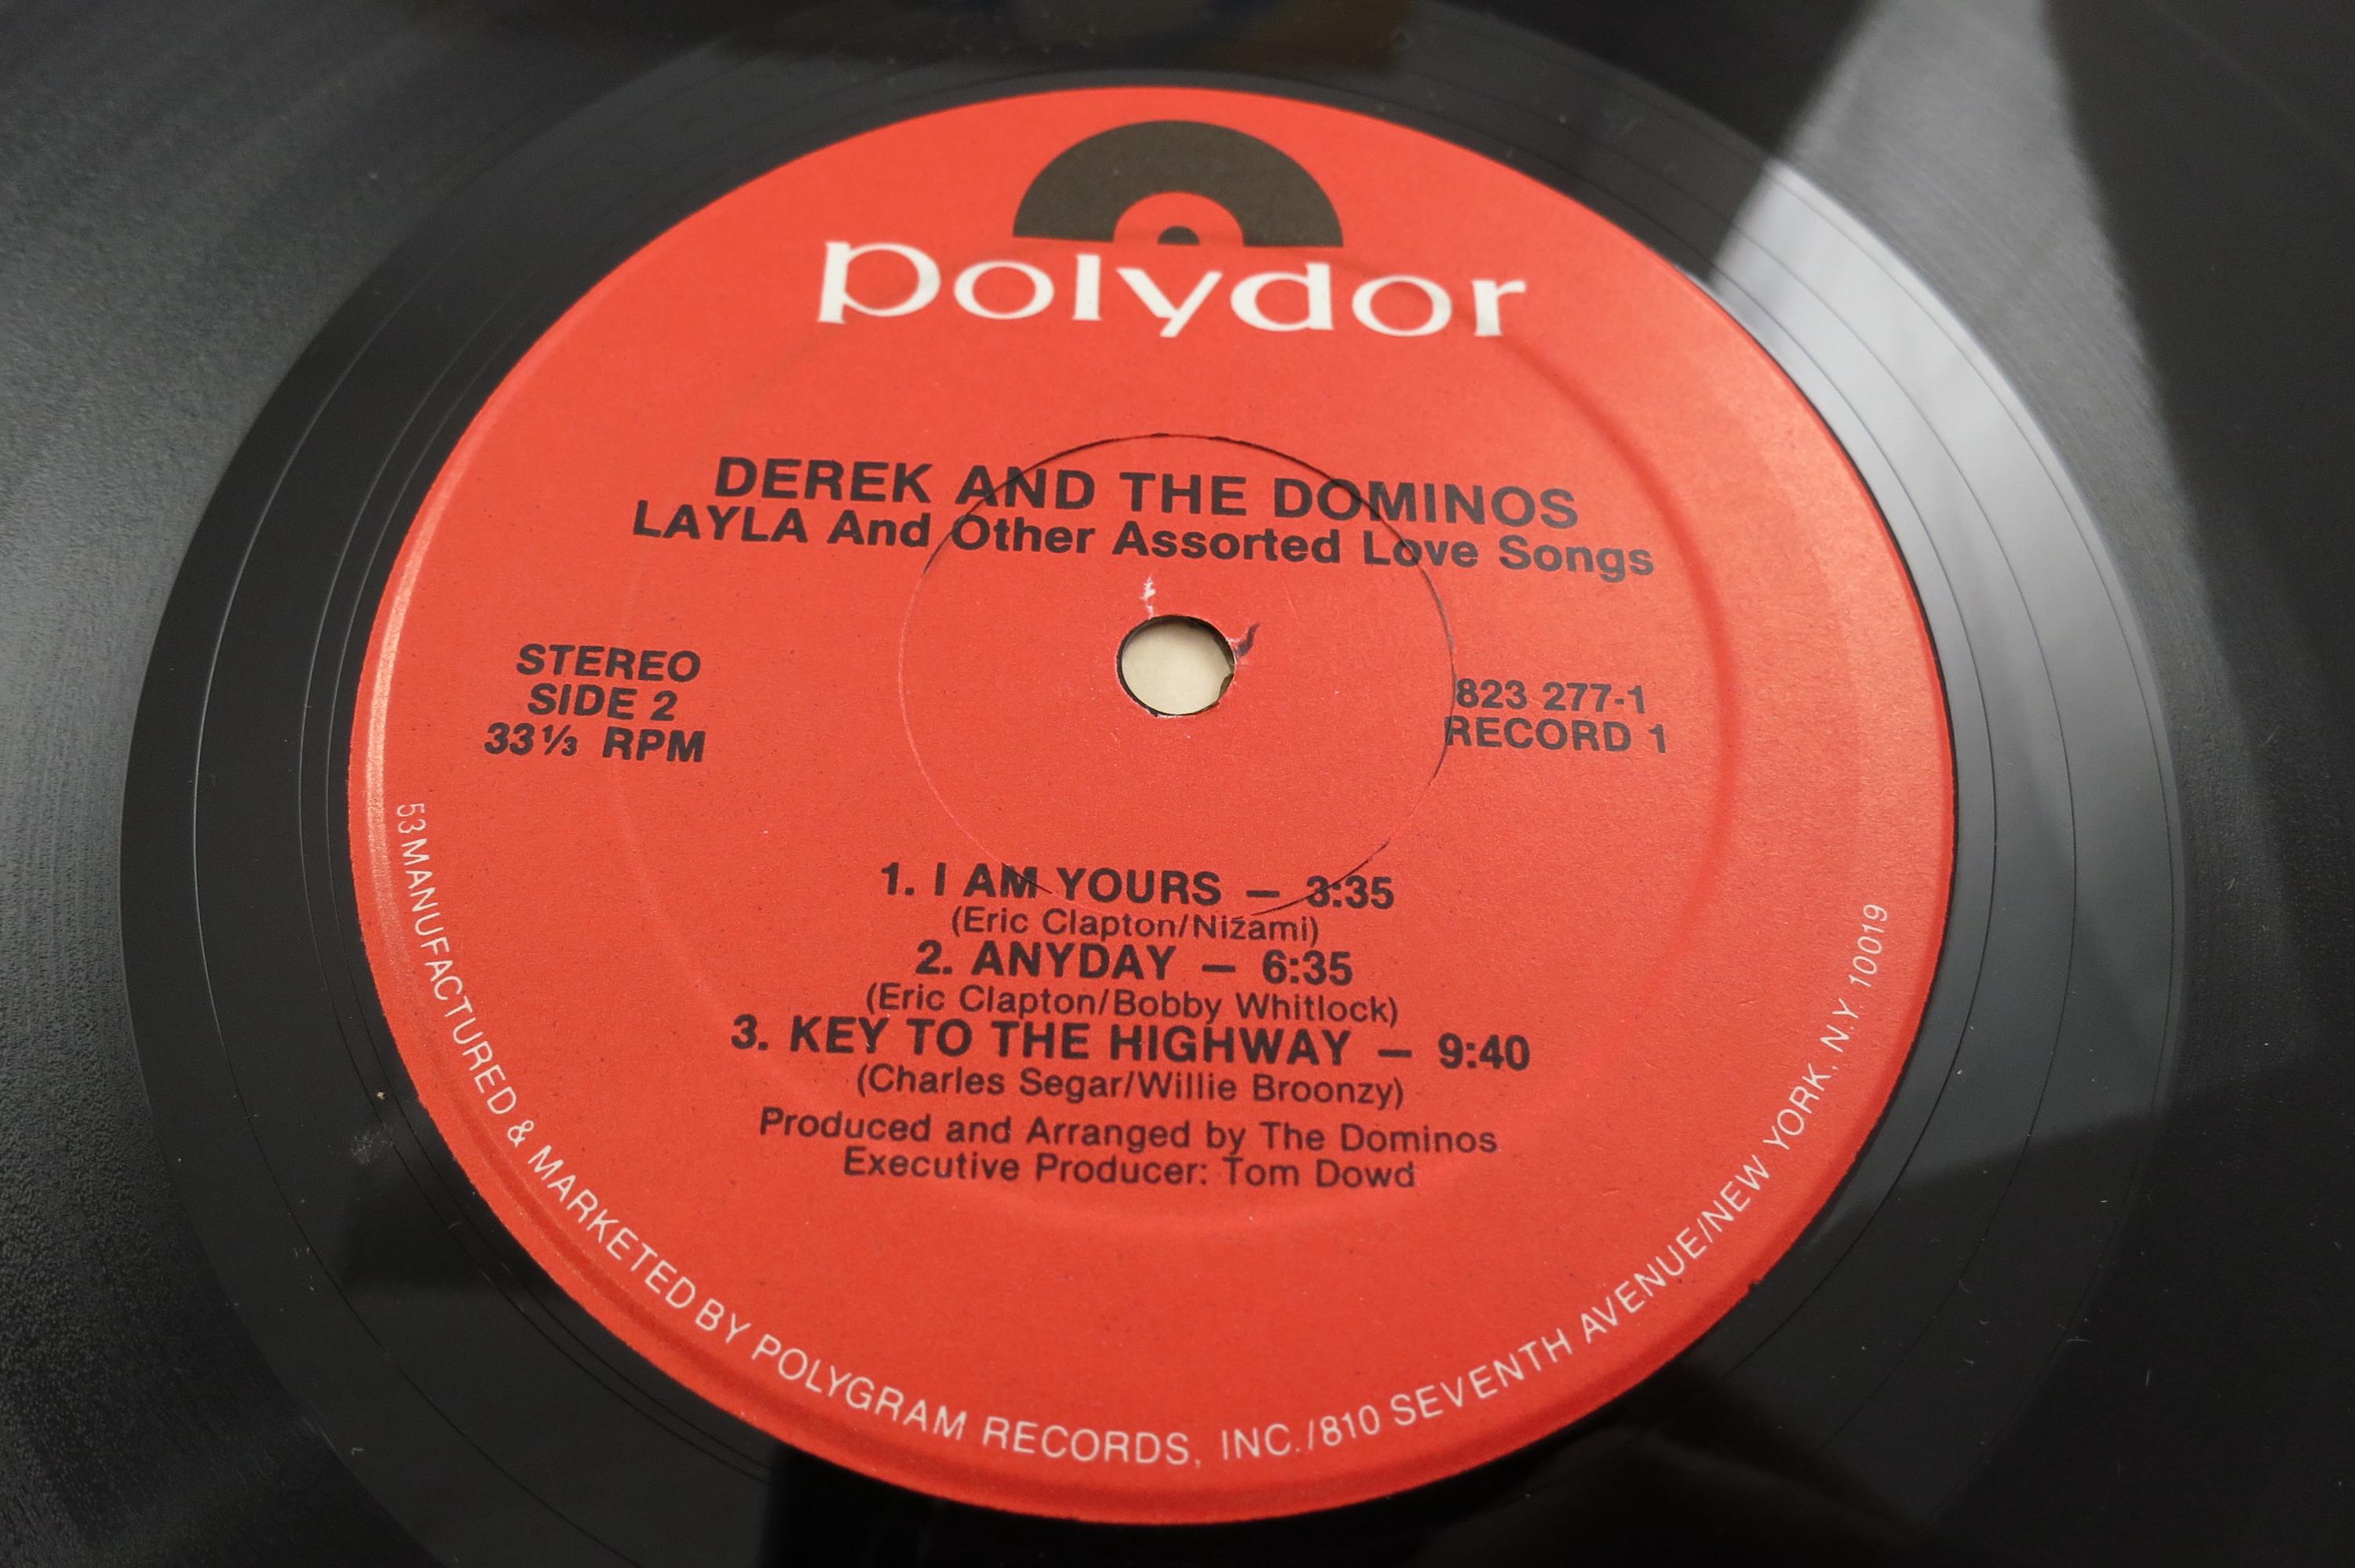 polydor
DEREK AND THE DOMINOS
LAYLA And Other Assorted Love Songs
STEREO
SIDE 2
33⅓ RPM
823 277-1
RECORD 1
1. I AM YOURS — 3:35
(Eric Clapton/Nizami)
2. ANYDAY — 6:35
(Eric Clapton/Bobby Whitlock)
3. KEY TO THE HIGHWAY — 9:40
(Charles Segar/Willie Broonzy)
Produced and Arranged by The Dominos
Executive Producer: Tom Dowd
53 MANUFACTURED & MARKETED BY POLYGRAM RECORDS, INC./810 SEVENTH AVENUE/NEW YORK, N.Y. 10019